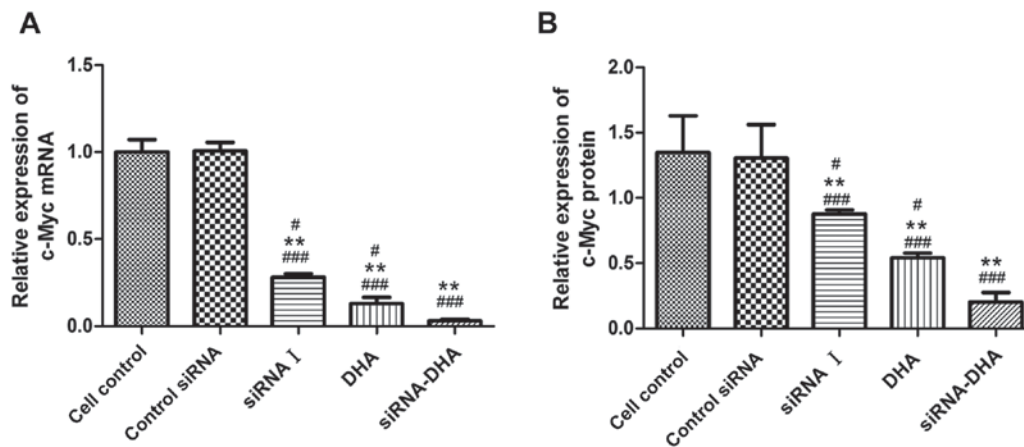 A
Relative expression of
c-Myc mRNA
1.5
1.0
0.5
0.0
#
**
###
#
**
###
**
###
Cell control
Control siRNA
siRNA I
DHA
siRNA-DHA
B
Relative expression of
c-Myc protein
2.0
1.5
1.0
0.5
0.0
#
**
###
#
**
###
**
###
Cell control
Control siRNA
siRNA I
DHA
siRNA-DHA